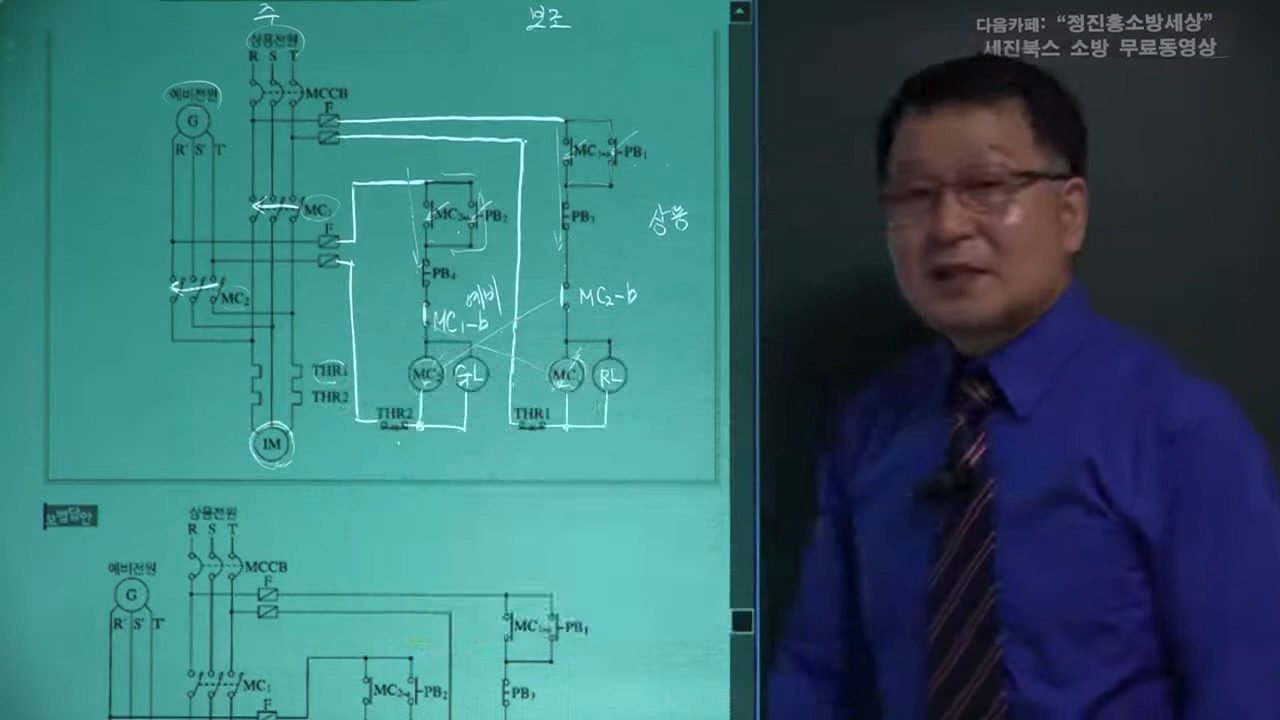 다음카페: "정진홍소방세상"
세진북스 소방 무료동영상
주
보조
상용전원
R S T
예비전원
MCCB
F
G
R' S' T'
MC₁₋ₐ PB₁
MC₁
MC₂₋ₐ PB₂
PB₃
상용
F
PB₄
MC₂
예비
MC₁-b
MC₂-b
THR1
MC₂ GL
MC RL
THR2
THR2
THR1
IM
모범답안
상용전원
R S T
예비전원
MCCB
F
G
R' S' T'
MC₁₋ₐ PB₁
MC₁
MC₂₋ₐ PB₂
PB₃
F